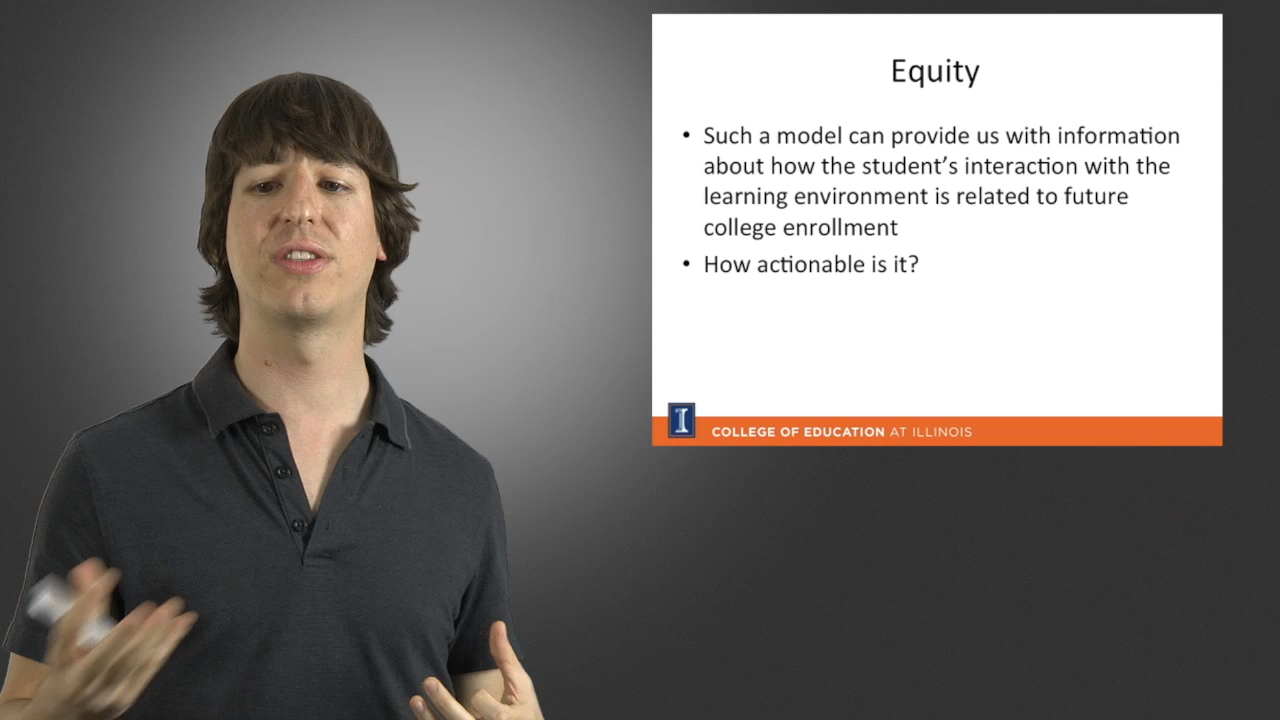 Equity
• Such a model can provide us with information
about how the student's interaction with the
learning environment is related to future
college enrollment
• How actionable is it?
I
COLLEGE OF EDUCATION AT ILLINOIS